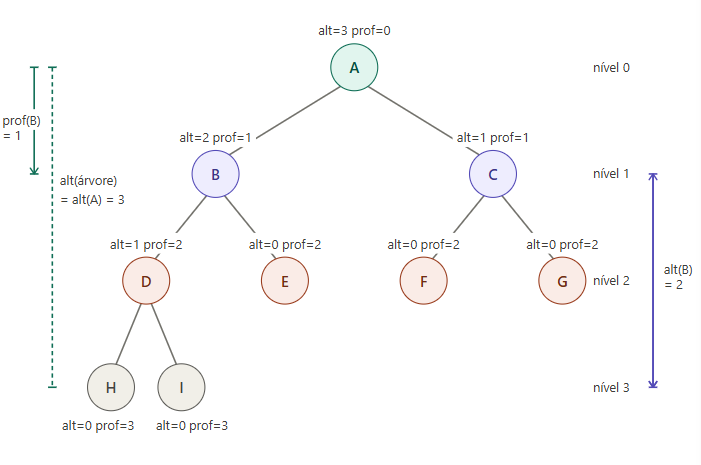 alt=3 prof=0
A
nível 0
prof(B)
= 1
alt=2 prof=1
alt=1 prof=1
alt(árvore)
= alt(A) = 3
B
C
nível 1
alt=1 prof=2
alt=0 prof=2
alt=0 prof=2
alt=0 prof=2
D
E
F
G
nível 2
alt(B)
= 2
H
I
nível 3
alt=0 prof=3
alt=0 prof=3